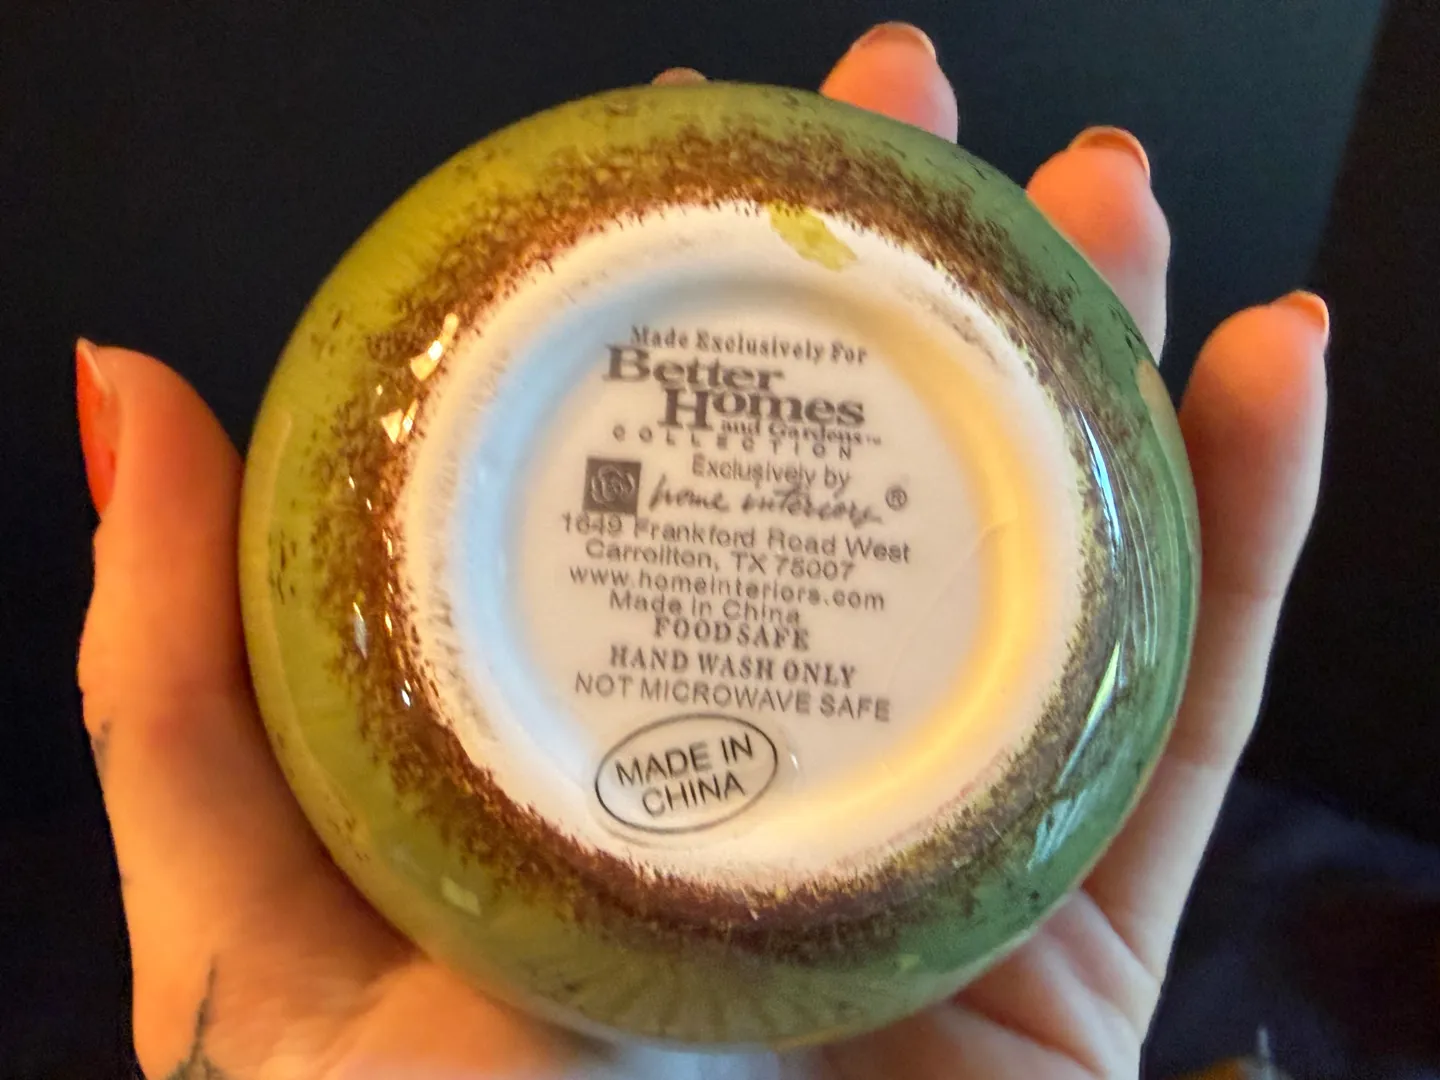 Made Exclusively For
Better
Homes
and Gardens™
COLLECTION
Exclusively by
home interiors®
1649 Frankford Road West
Carrollton, TX 75007
www.homeinteriors.com
Made in China
FOOD SAFE
HAND WASH ONLY
NOT MICROWAVE SAFE
MADE IN
CHINA